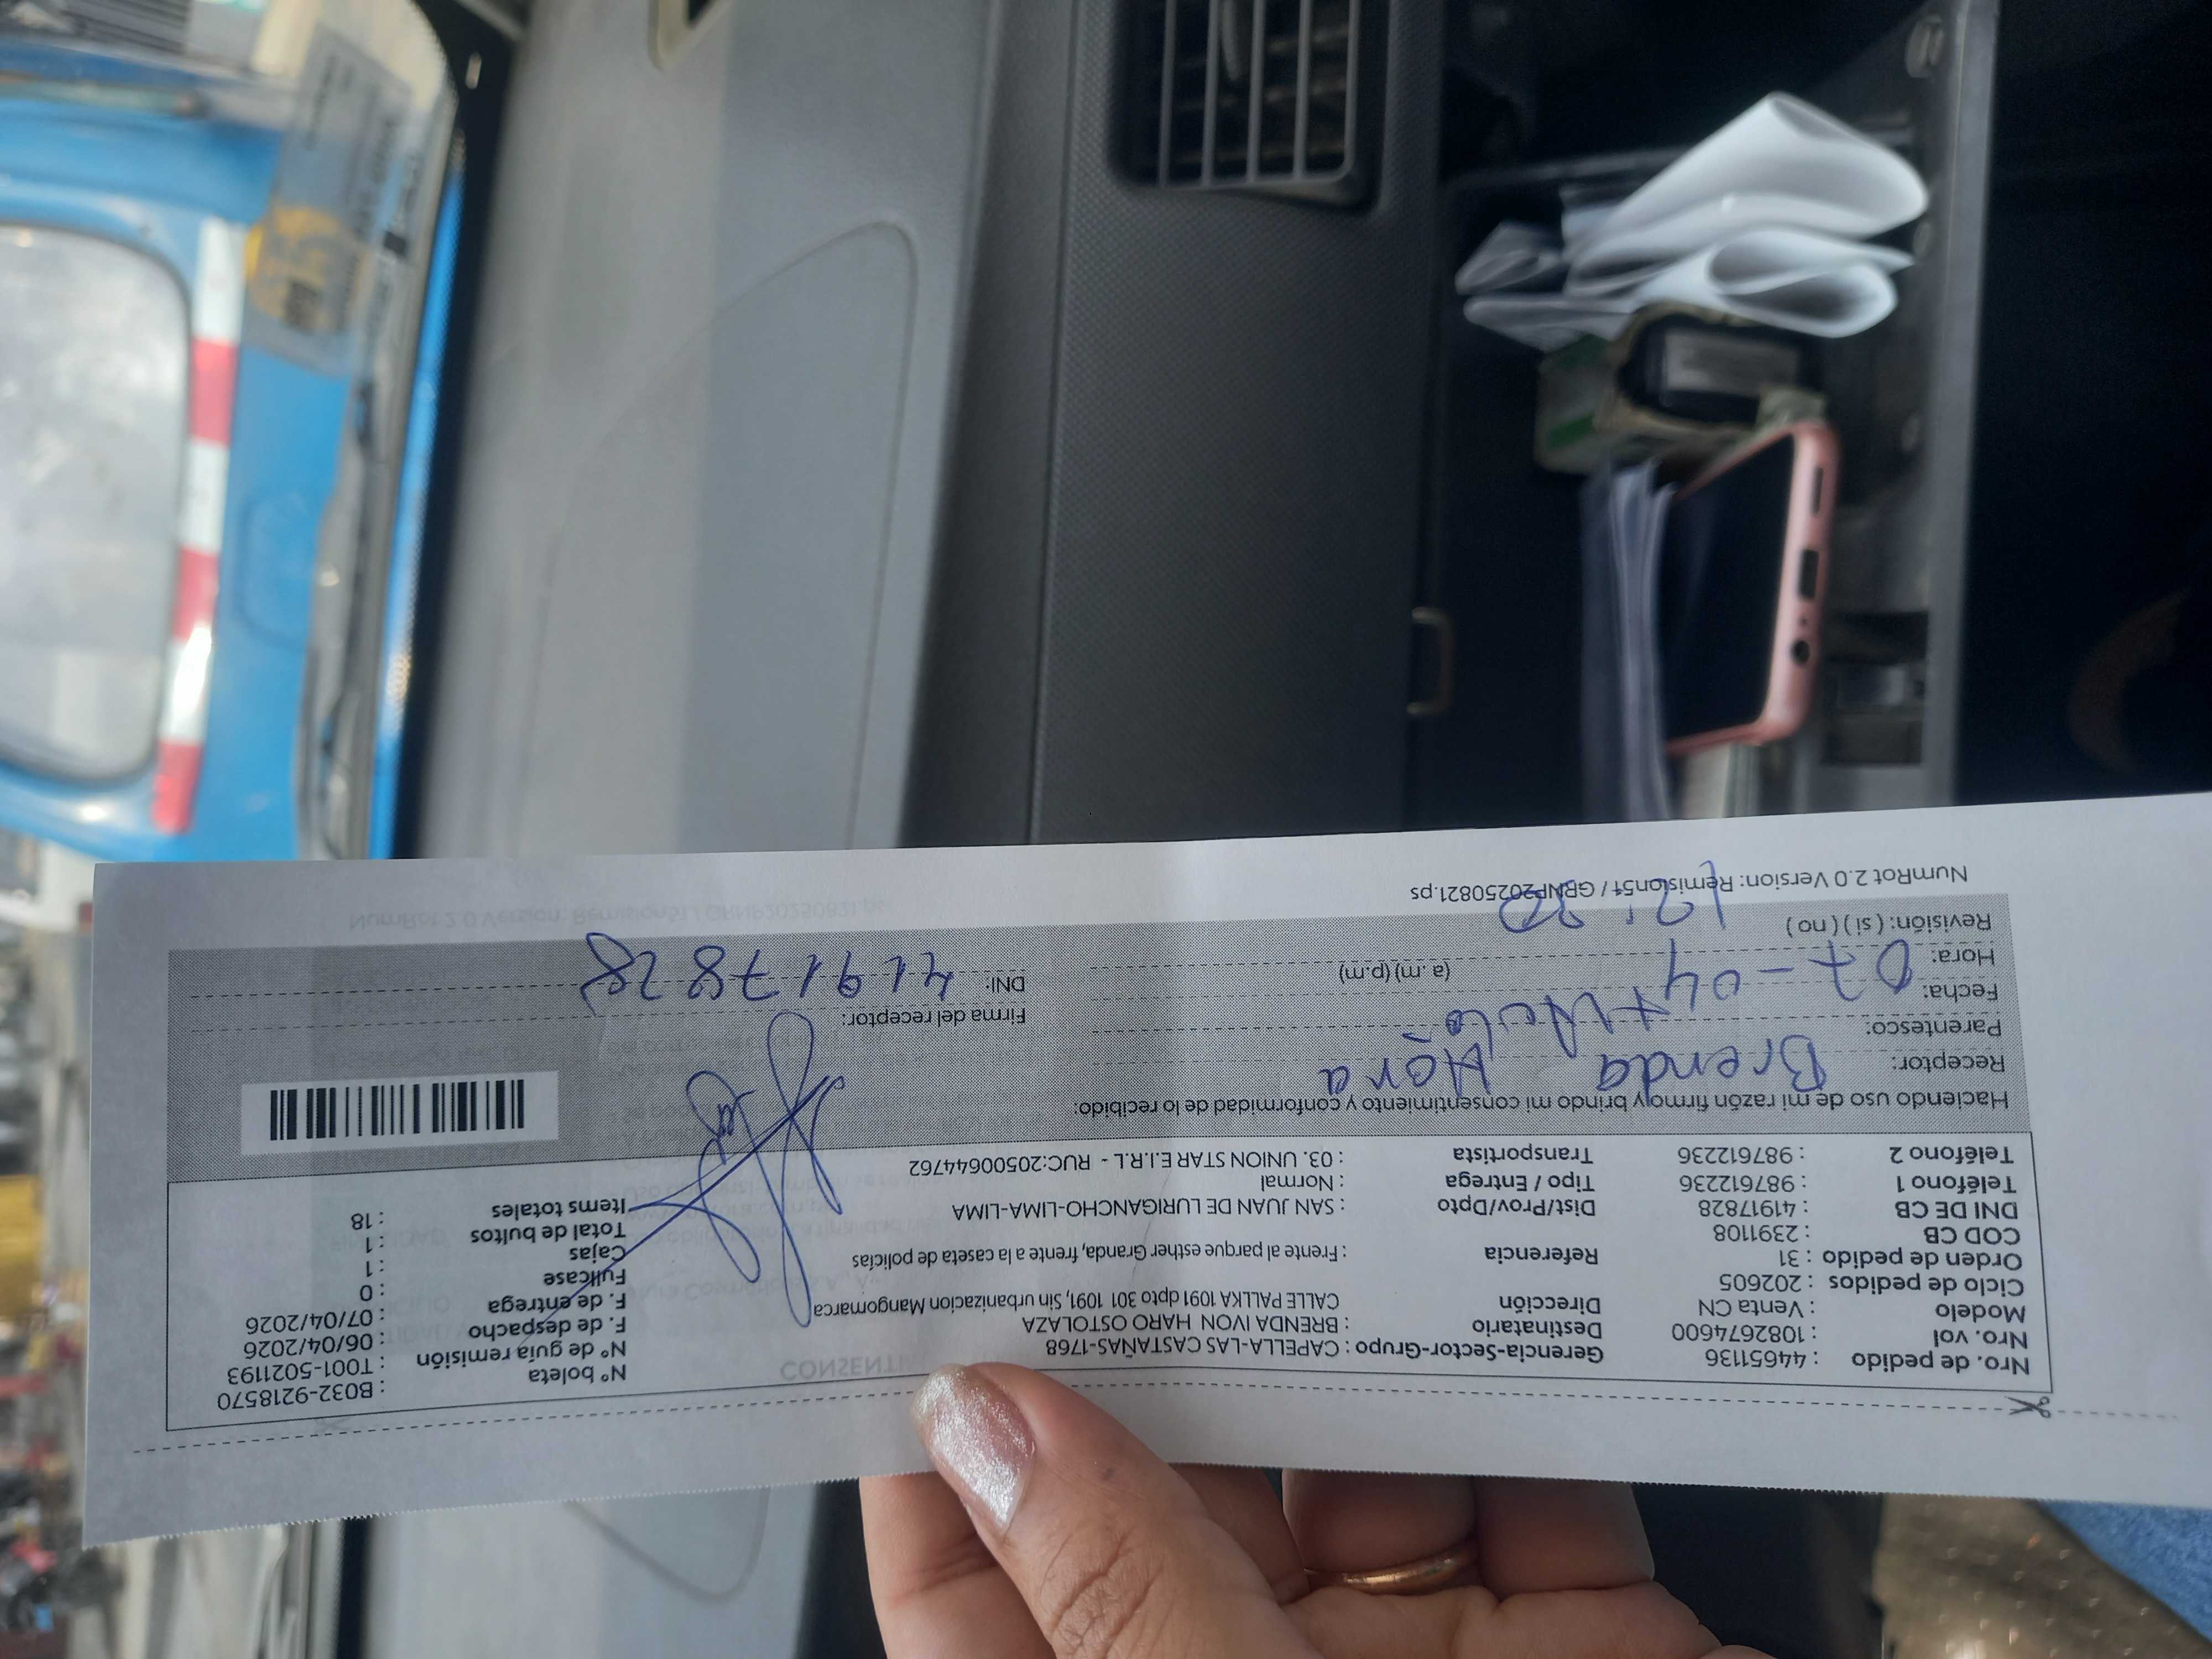 Nro. de pedido : 44651136
Nro. vol : 1082674600
Modelo : Venta CN
Ciclo de pedidos : 202605
Orden de pedido : 31
COD CB : 2391108
DNI DE CB : 41917828
Teléfono 1 : 987612236
Teléfono 2 : 987612236
Gerencia-Sector-Grupo : CAPELLA-LAS CASTAÑAS-1768
Destinatario : BRENDA IVON HARO OSTOLAZA
Dirección CALLE PALLKA 1091 dpto 301 1091, Sin urbanizacion Mangomarca
Referencia : Frente al parque esther Granda, frente a la caseta de policías
Dist/Prov/Dpto : SAN JUAN DE LURIGANCHO-LIMA-LIMA
Tipo / Entrega : Normal
Transportista : 03. UNION STAR E.I.R.L - RUC:20500644762
N° boleta : B032-9218570
N° de guía remisión : T001-5021193
F. de despacho : 06/04/2026
F. de entrega : 07/04/2026
Fullcase : 0
Cajas : 1
Total de bultos : 1
Items totales : 18
Haciendo uso de mi razón firmo y brindo mi consentimiento y conformidad de lo recibido:
Receptor: Brenda Haro
Parentesco:
Fecha: 07-04
Hora: (a. m) (p.m)
Revisión: ( si ) ( no )
Firma del receptor:
DNI: 41917828
NumRot 2.0 Version: Remision51 / GRNP20250821.ps
CONSENTI